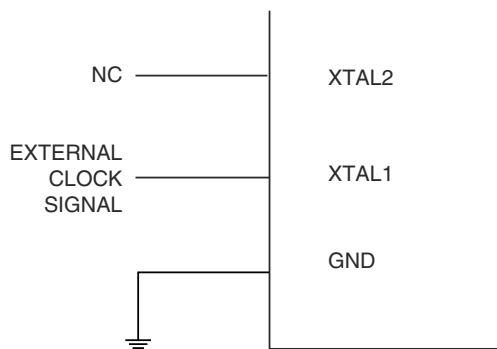 NC
XTAL2
EXTERNAL
CLOCK
SIGNAL
XTAL1
GND